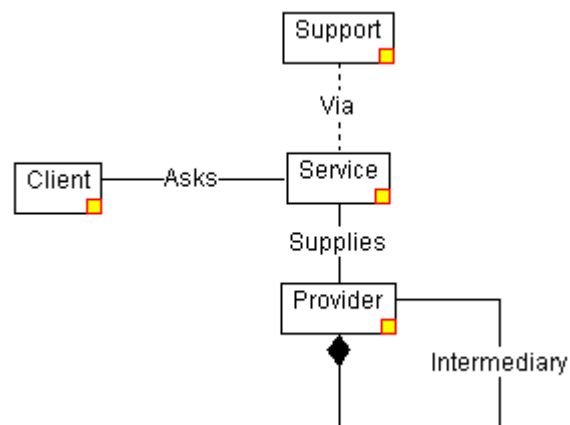 Support
Via
Client
Asks
Service
Supplies
Provider
Intermediary